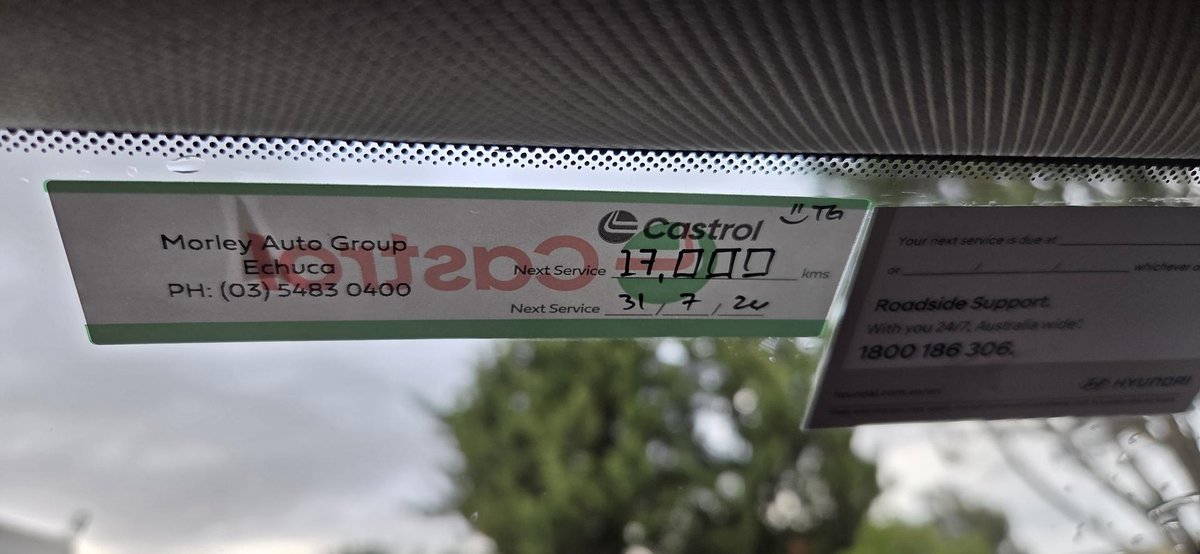 Castrol
TG
Morley Auto Group
Echuca
PH: (03) 5483 0400
Next Service 17,000 kms
Next Service 31 / 7 /
Castrol
Your next service is due at
or / / whichever
Roadside Support.
With you 24/7, Australia wide.
1800 186 306.
HYUNDAI